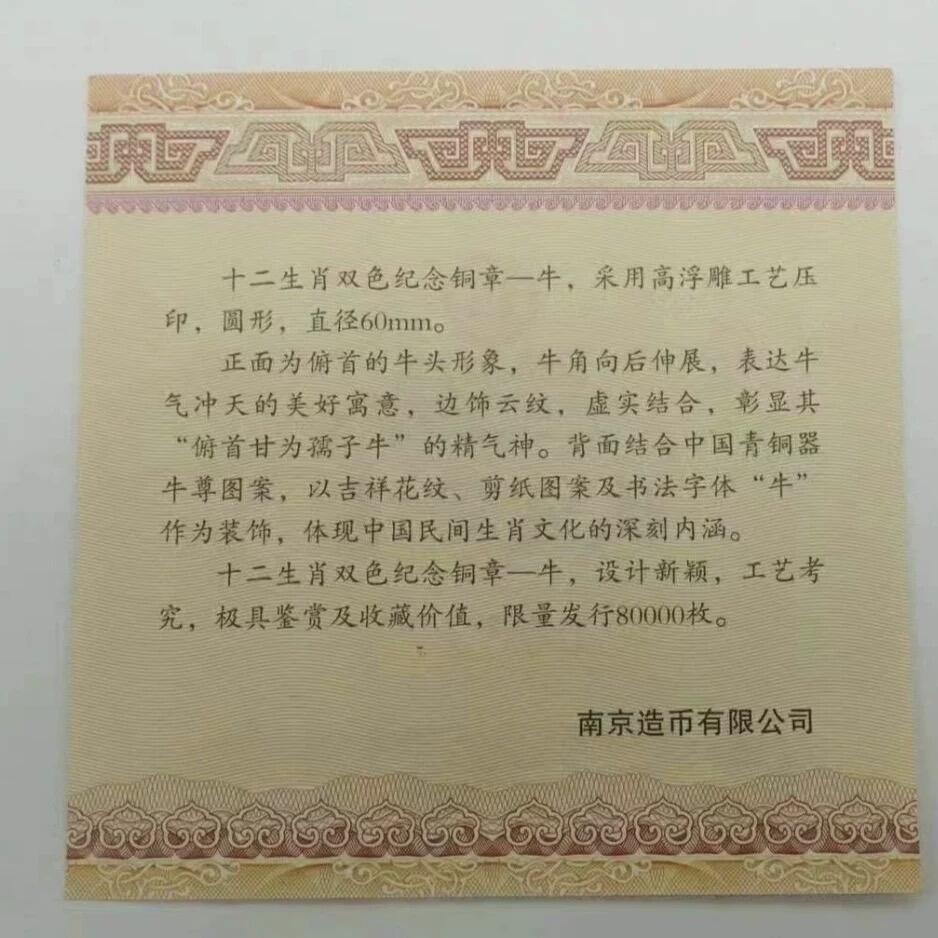 十二生肖双色纪念铜章—牛，采用高浮雕工艺压
印，圆形，直径60mm。
正面为俯首的牛头形象，牛角向后伸展，表达牛
气冲天的美好寓意，边饰云纹，虚实结合，彰显其
“俯首甘为孺子牛”的精气神。背面结合中国青铜器
牛尊图案，以吉祥花纹、剪纸图案及书法字体“牛”
作为装饰，体现中国民间生肖文化的深刻内涵。
十二生肖双色纪念铜章—牛，设计新颖，工艺考
究，极具鉴赏及收藏价值，限量发行80000枚。
南京造币有限公司